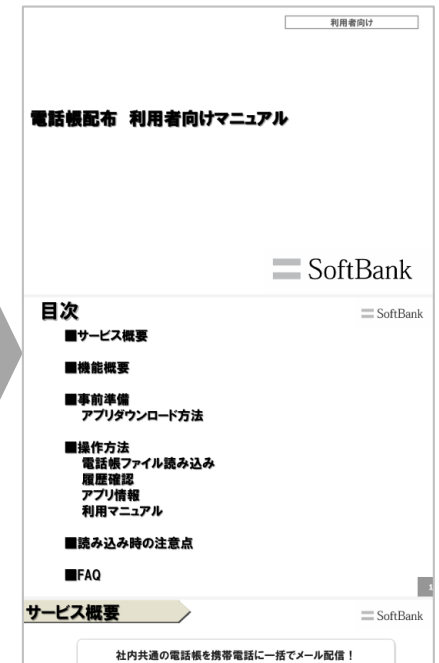 利用者向け
電話帳配布 利用者向けマニュアル
SoftBank
目次
SoftBank
■サービス概要
■機能概要
■事前準備
アプリダウンロード方法
■操作方法
電話帳ファイル読み込み
履歴確認
アプリ情報
利用マニュアル
■読み込み時の注意点
■FAQ
1
サービス概要
SoftBank
社内共通の電話帳を携帯電話に一括でメール配信！